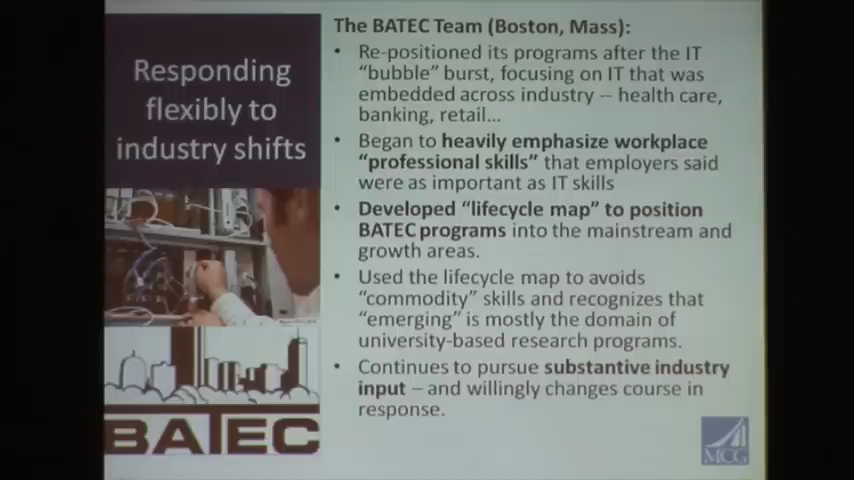 Responding
flexibly to
industry shifts
The BATEC Team (Boston, Mass):
• Re-positioned its programs after the IT
“bubble” burst, focusing on IT that was
embedded across industry – health care,
banking, retail…
• Began to heavily emphasize workplace
“professional skills” that employers said
were as important as IT skills
• Developed “lifecycle map” to position
BATEC programs into the mainstream and
growth areas.
• Used the lifecycle map to avoids
“commodity” skills and recognizes that
“emerging” is mostly the domain of
university-based research programs.
• Continues to pursue substantive industry
input – and willingly changes course in
response.
BATEC
MCG